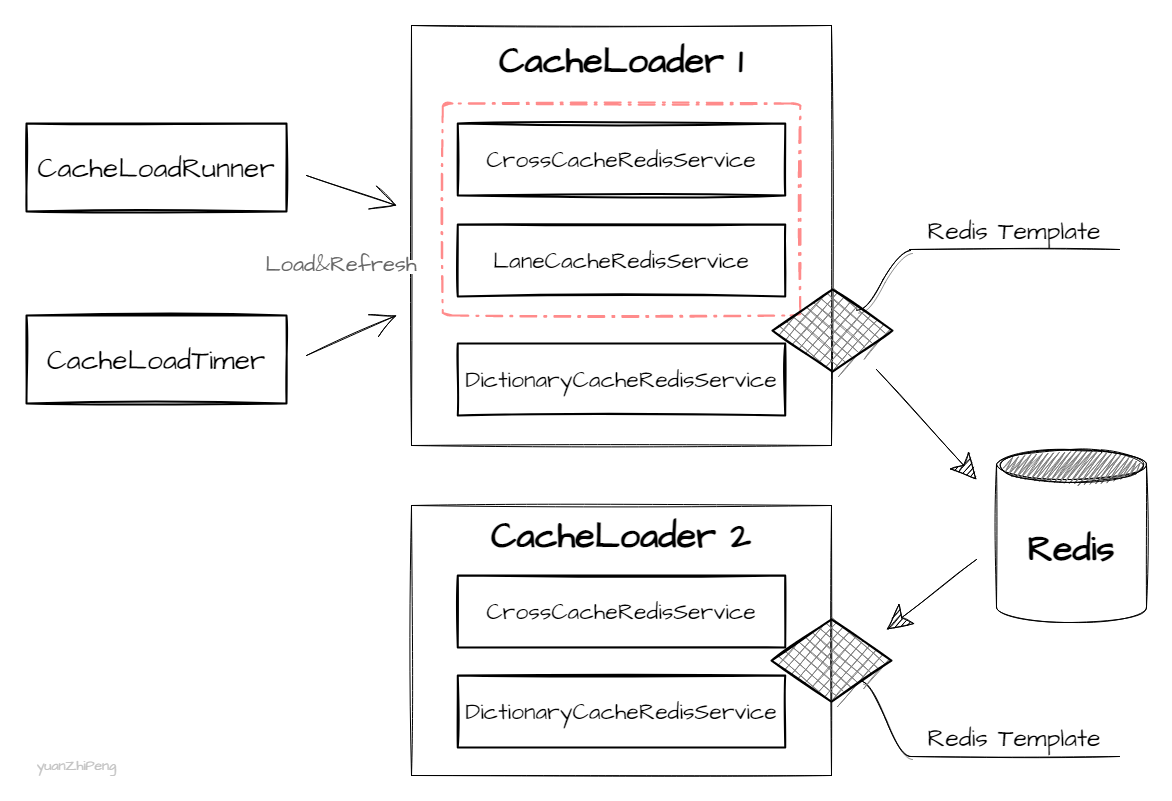 CacheLoader 1
CrossCacheRedisService
CacheLoadRunner
LaneCacheRedisService
Load&Refresh
Redis Template
CacheLoadTimer
DictionaryCacheRedisService
Redis
CacheLoader 2
CrossCacheRedisService
DictionaryCacheRedisService
Redis Template
yuanZhiPeng